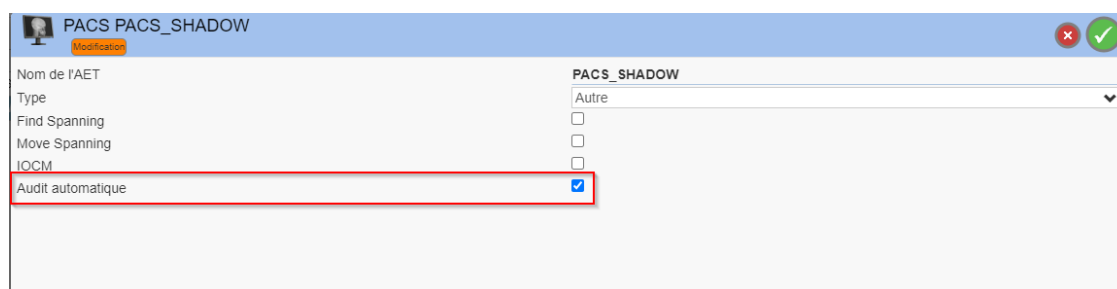 PACS PACS_SHADOW
Modification
Nom de l'AET PACS_SHADOW
Type Autre
Find Spanning
Move Spanning
IOCM
Audit automatique